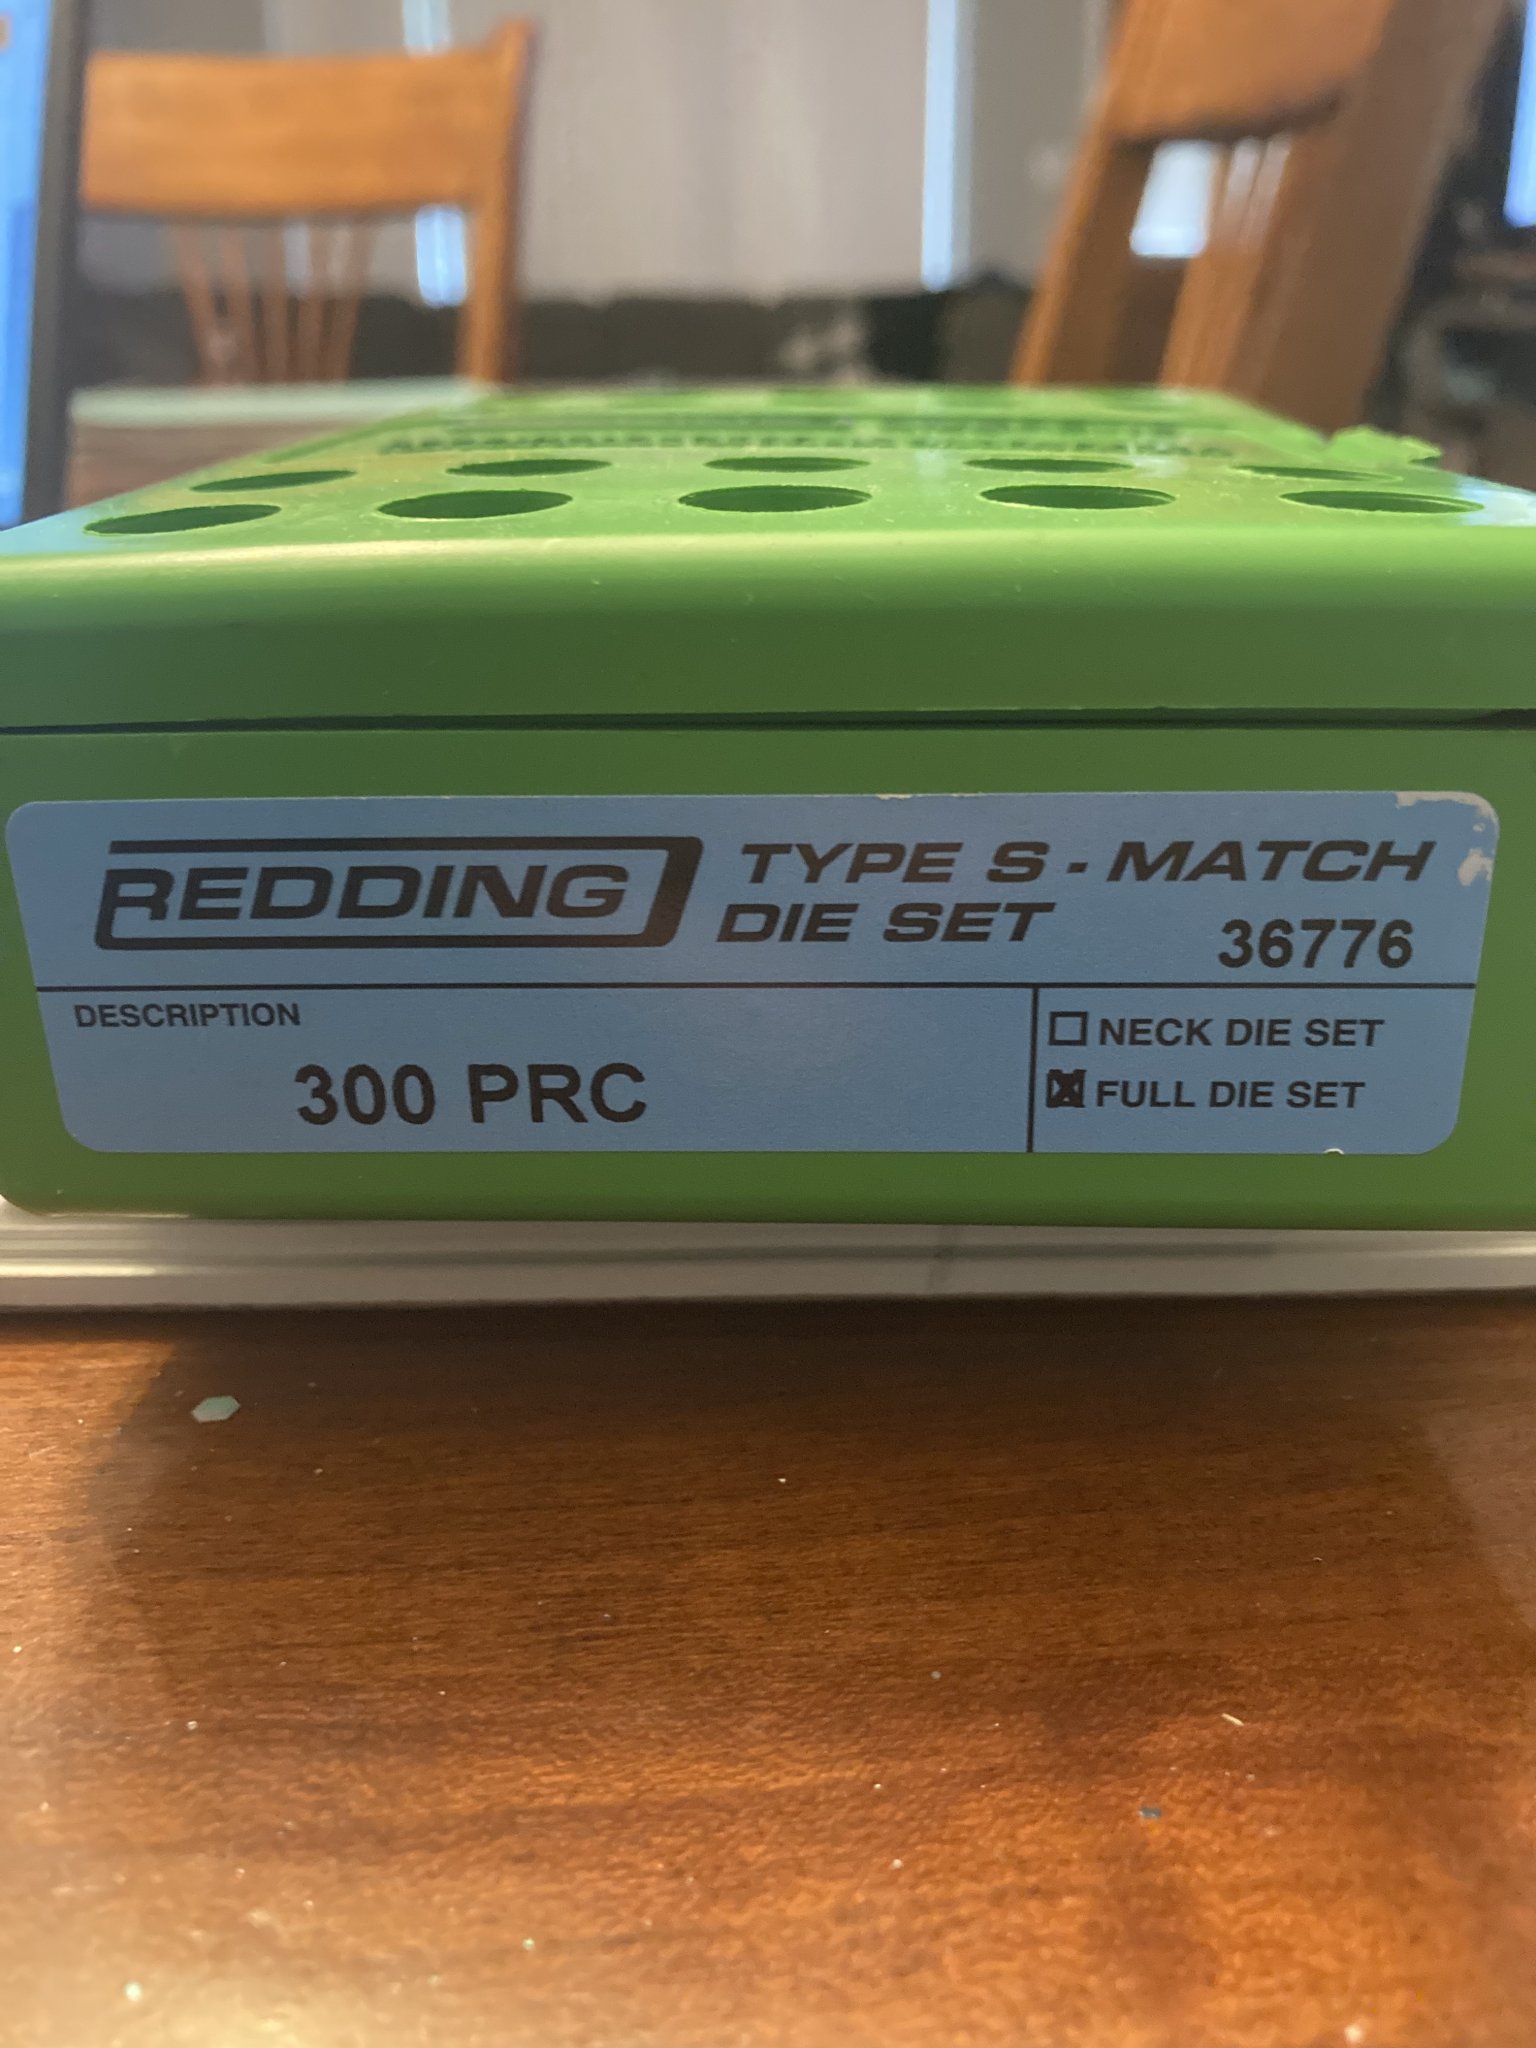 REDDING
TYPE S - MATCH
DIE SET
36776
DESCRIPTION
300 PRC
NECK DIE SET
FULL DIE SET